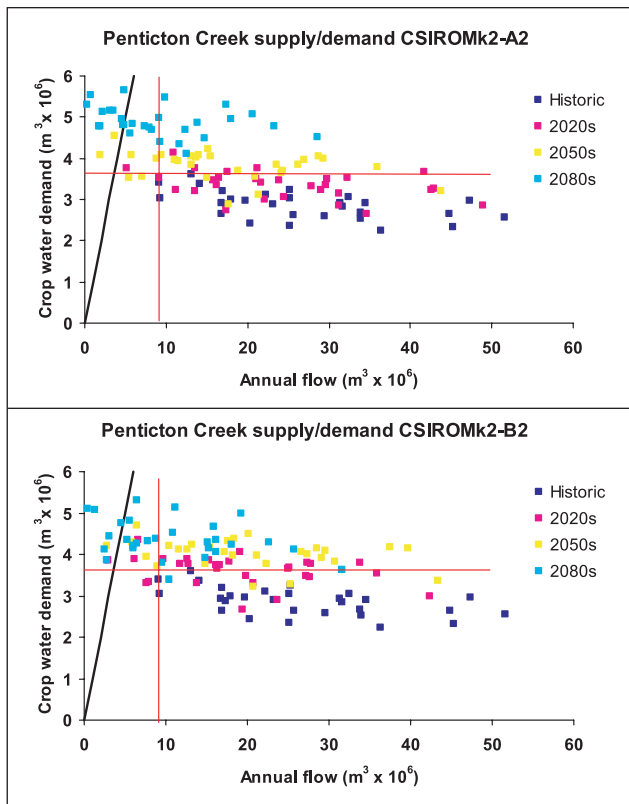 Penticton Creek supply/demand CSIROMk2-A2
Crop water demand (m³ x 10⁶)
6
5
4
3
2
1
0
0 10 20 30 40 50 60
Annual flow (m³ x 10⁶)
Historic
2020s
2050s
2080s
Penticton Creek supply/demand CSIROMk2-B2
Crop water demand (m³ x 10⁶)
6
5
4
3
2
1
0
0 10 20 30 40 50 60
Annual flow (m³ x 10⁶)
Historic
2020s
2050s
2080s